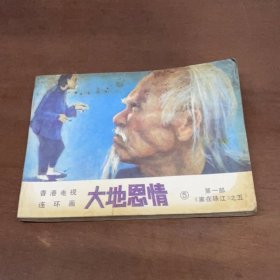 香港电视
连环画
大地恩情
⑤
第一部
《家在珠江》之五